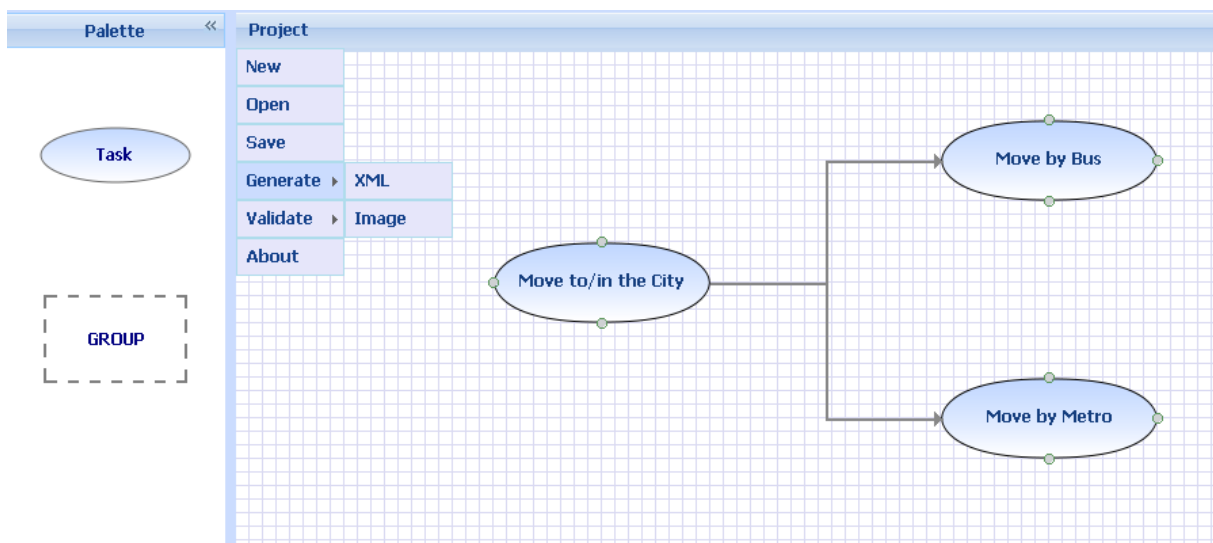 Palette «
Project
New
Open
Save
Generate
XML
Validate
Image
About
Task
GROUP
Move to/in the City
Move by Bus
Move by Metro